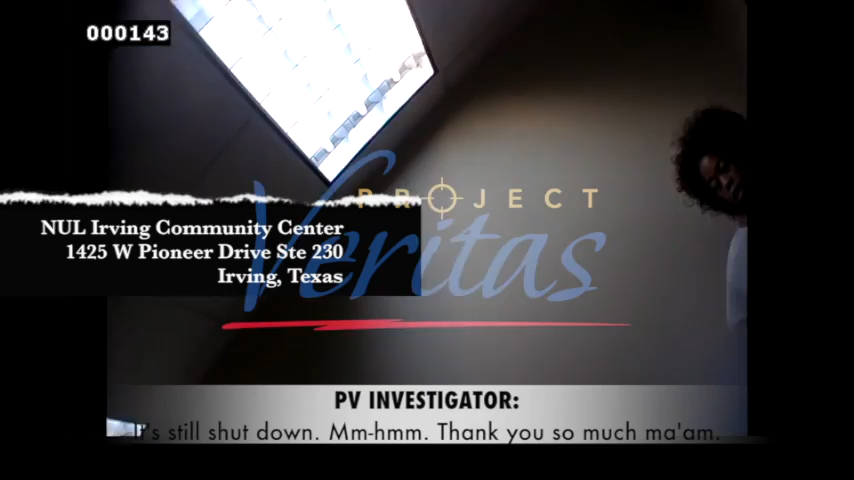 000143
PROJECT
Veritas
NUL Irving Community Center
1425 W Pioneer Drive Ste 230
Irving, Texas
PV INVESTIGATOR:
It's still shut down. Mm-hmm. Thank you so much ma'am.